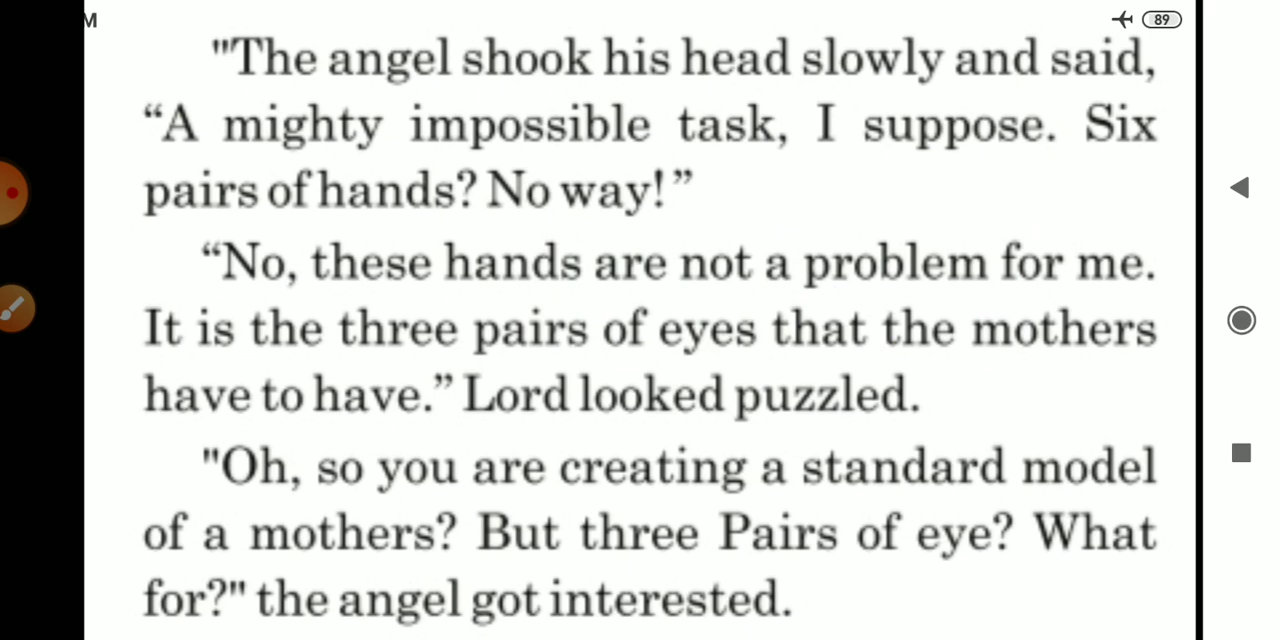 M
89
"The angel shook his head slowly and said,
“A mighty impossible task, I suppose. Six
pairs of hands? No way!”
“No, these hands are not a problem for me.
It is the three pairs of eyes that the mothers
have to have.” Lord looked puzzled.
"Oh, so you are creating a standard model
of a mothers? But three Pairs of eye? What
for?" the angel got interested.